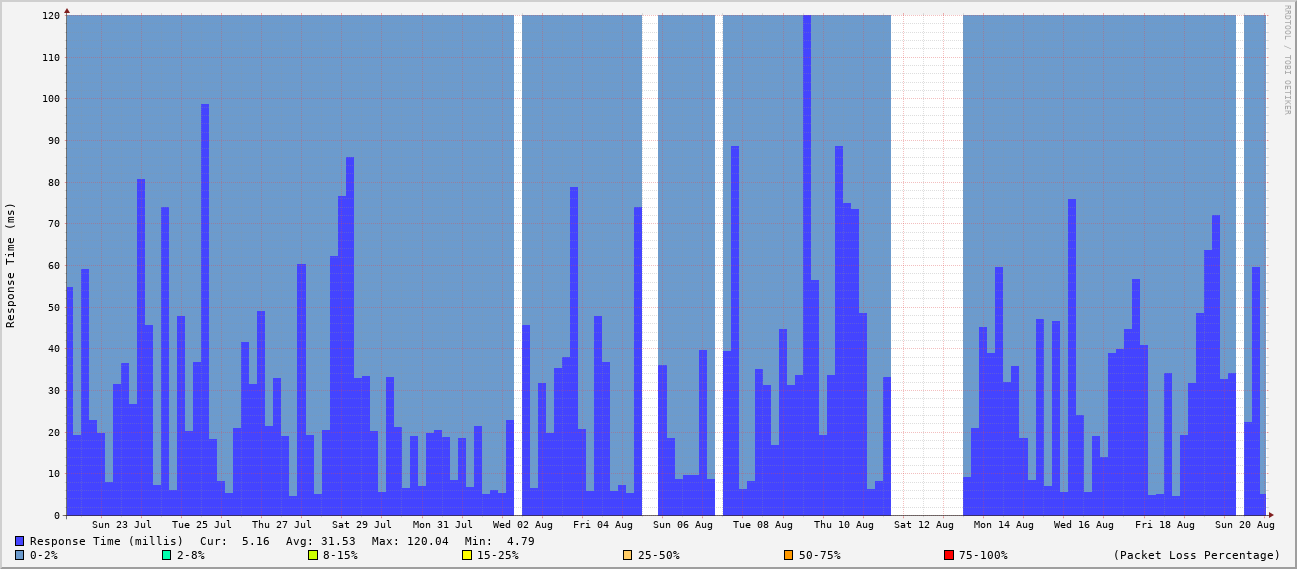 RRDTOOL / TOBI OETIKER
Response Time (ms)
120
110
100
90
80
70
60
50
40
30
20
10
0
Sun 23 Jul Tue 25 Jul Thu 27 Jul Sat 29 Jul Mon 31 Jul Wed 02 Aug Fri 04 Aug Sun 06 Aug Tue 08 Aug Thu 10 Aug Sat 12 Aug Mon 14 Aug Wed 16 Aug Fri 18 Aug Sun 20 Aug
Response Time (millis) Cur: 5.16 Avg: 31.53 Max: 120.04 Min: 4.79
0-2% 2-8% 8-15% 15-25% 25-50% 50-75% 75-100% (Packet Loss Percentage)